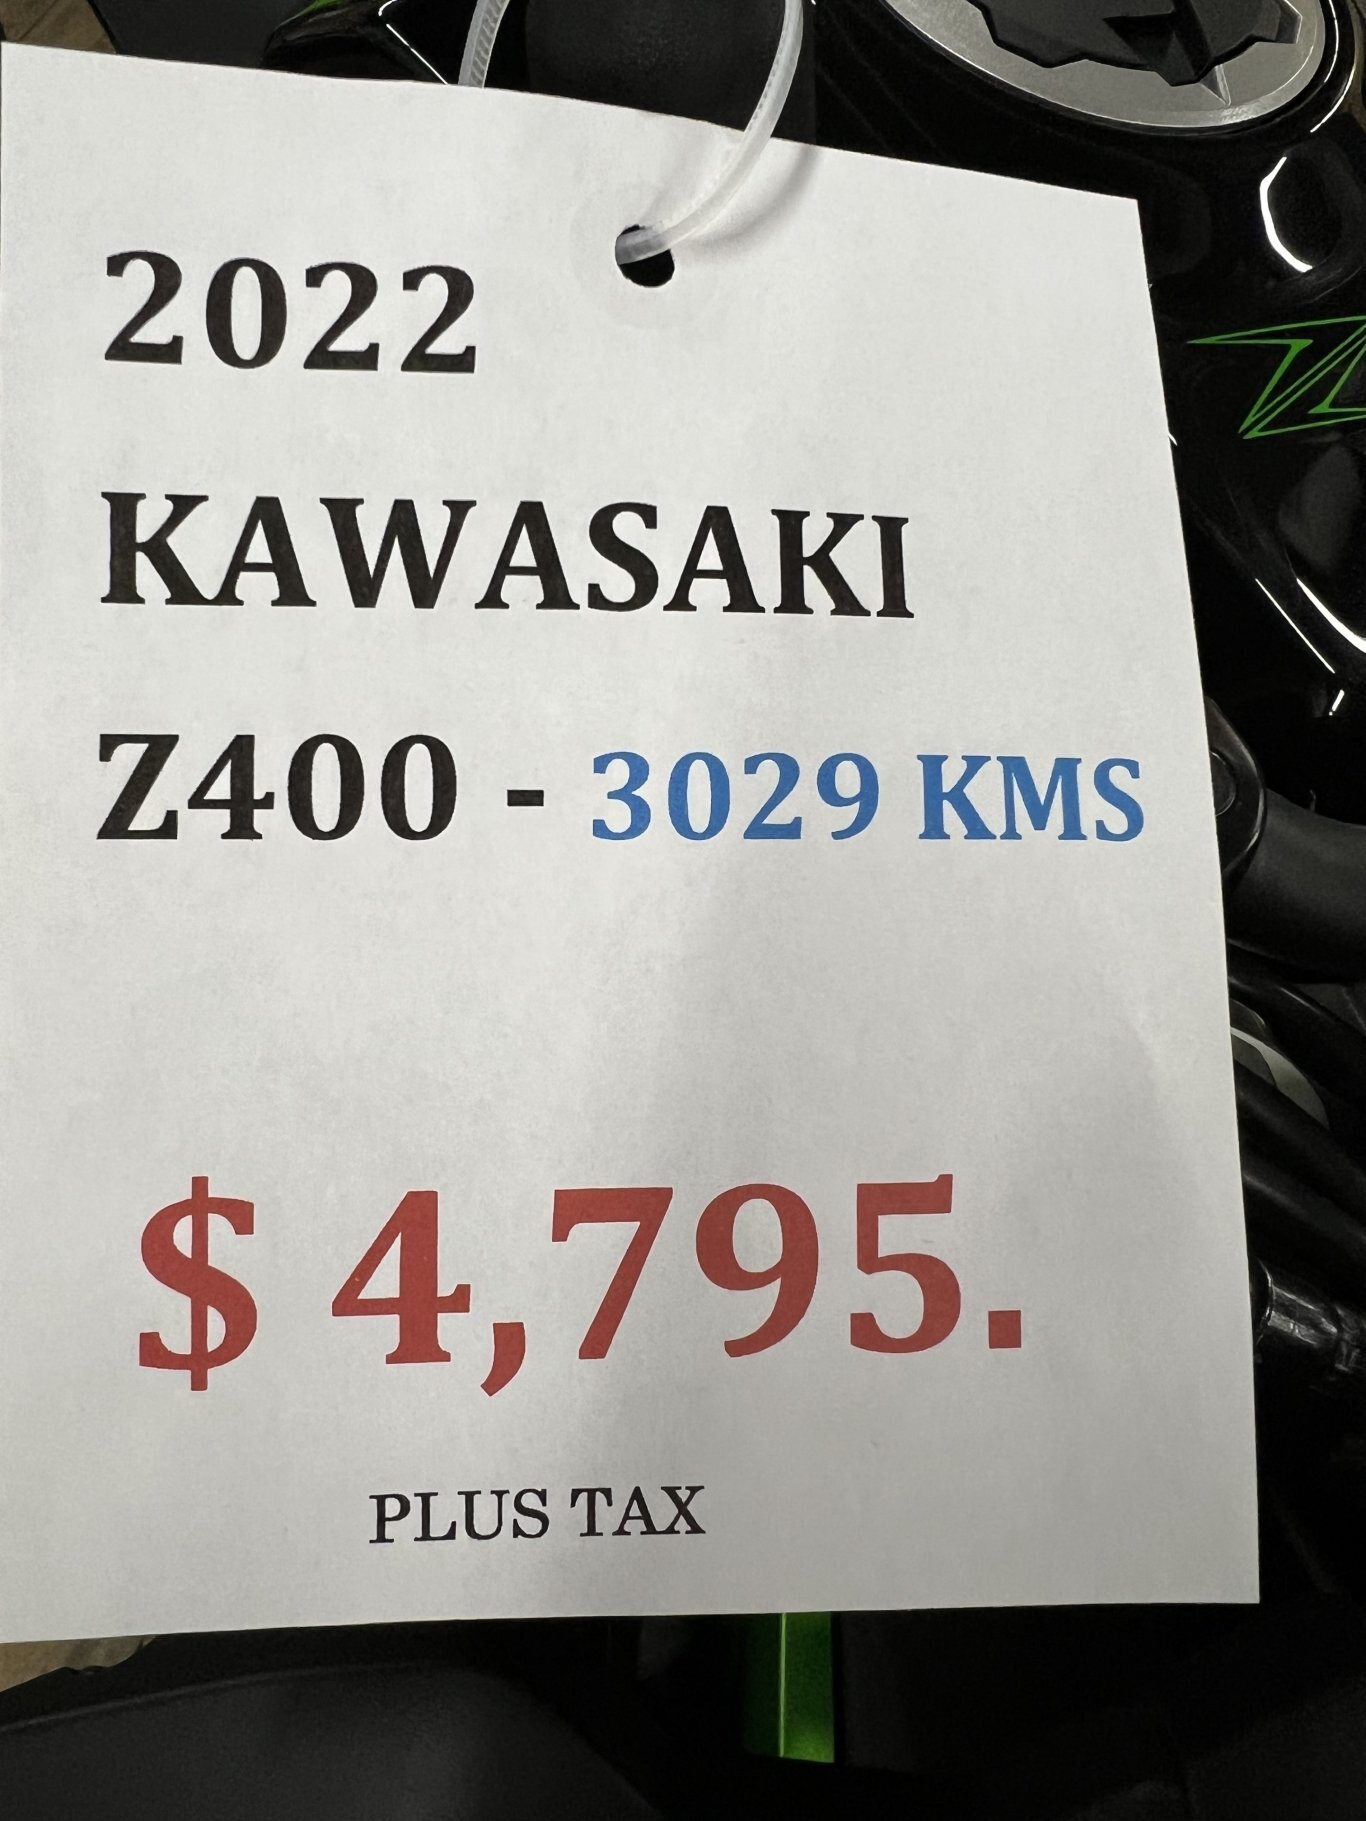 2022
KAWASAKI
Z400 - 3029 KMS
$ 4,795.
PLUS TAX